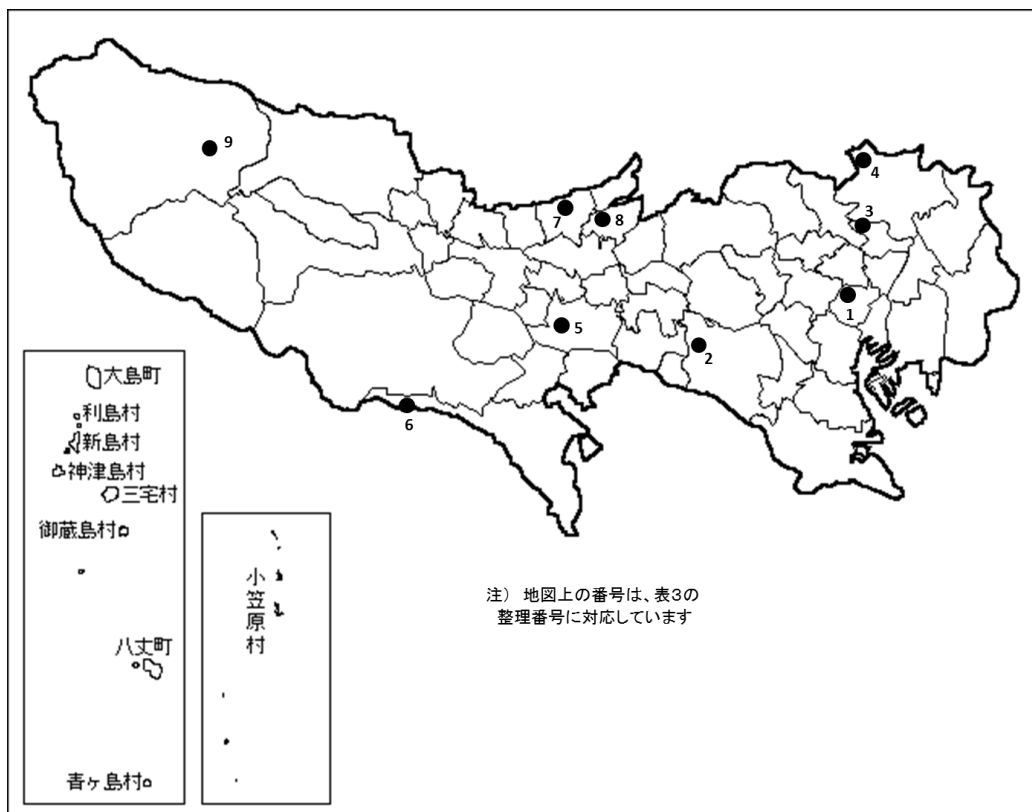 9
4
7
8
3
1
5
2
6
大島町
利島村
新島村
神津島村
三宅村
御蔵島村
八丈町
青ヶ島村
小笠原村
注） 地図上の番号は、表3の
整理番号に対応しています